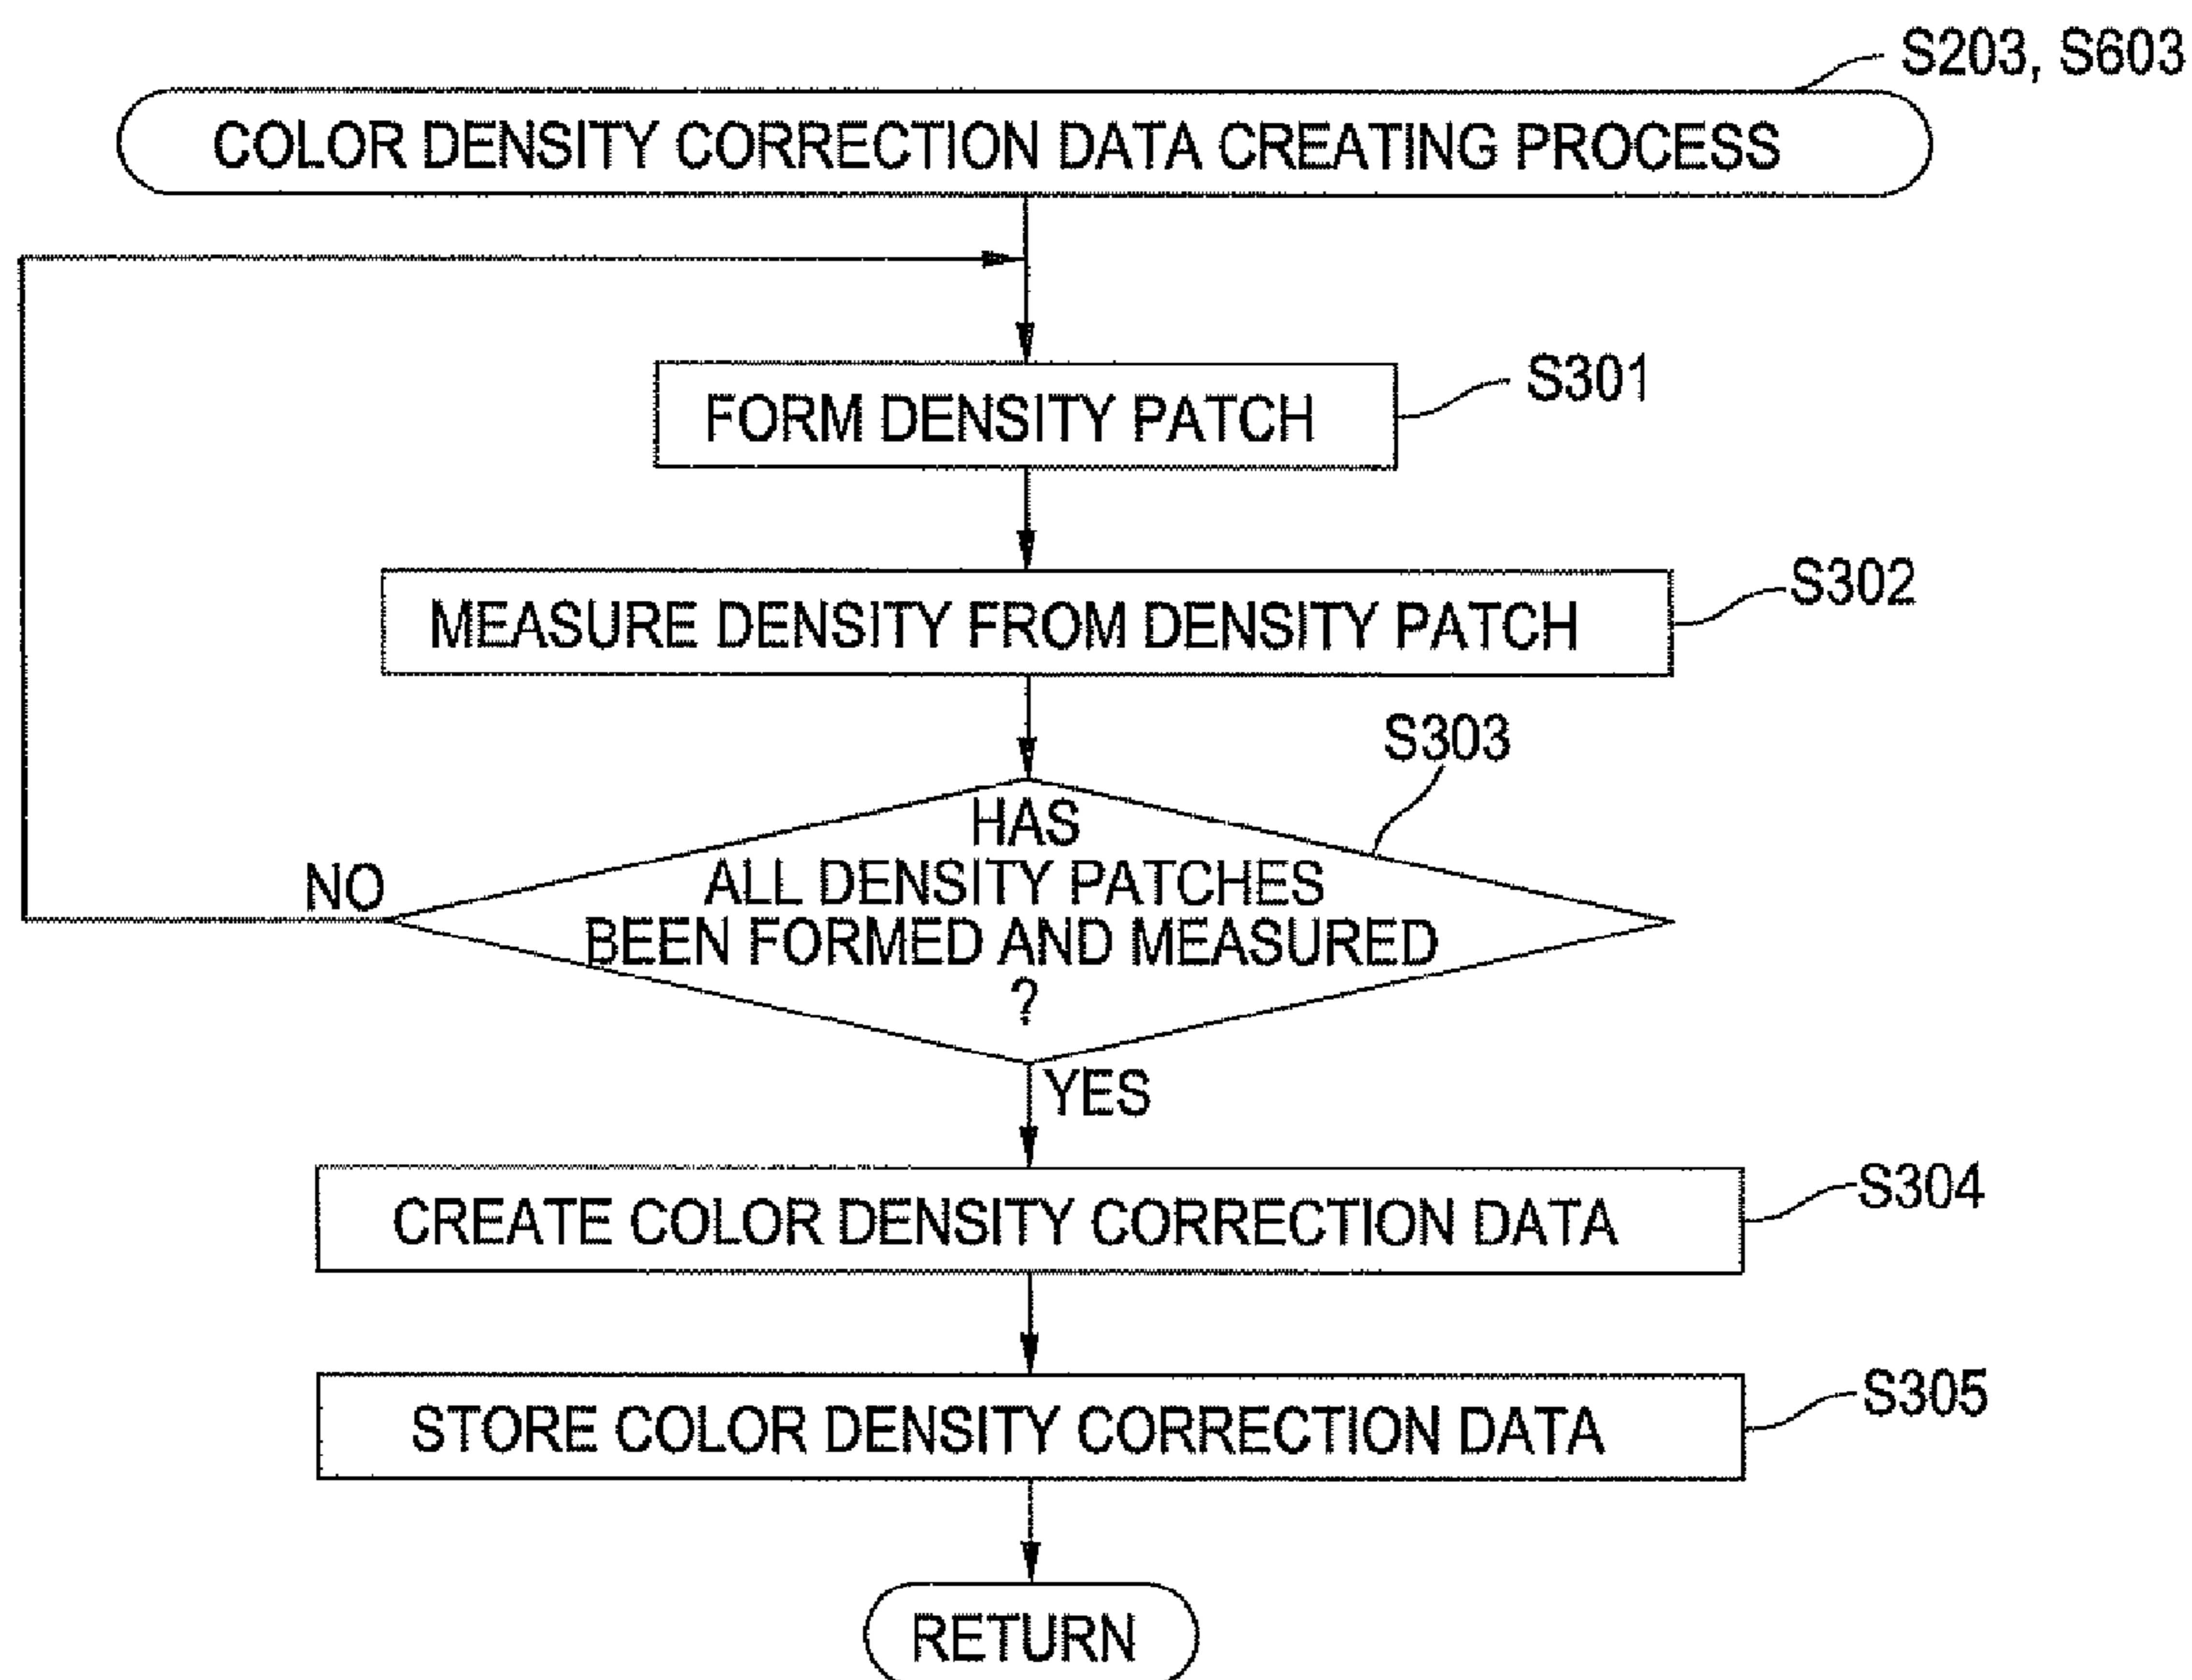 S203, S603
COLOR DENSITY CORRECTION DATA CREATING PROCESS
FORM DENSITY PATCH
S301
MEASURE DENSITY FROM DENSITY PATCH
S302
S303
HAS
ALL DENSITY PATCHES
BEEN FORMED AND MEASURED
?
NO
YES
CREATE COLOR DENSITY CORRECTION DATA
S304
STORE COLOR DENSITY CORRECTION DATA
S305
RETURN